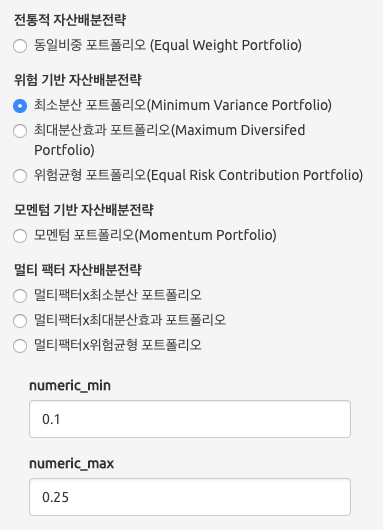 전통적 자산배분전략
동일비중 포트폴리오 (Equal Weight Portfolio)
위험 기반 자산배분전략
최소분산 포트폴리오(Minimum Variance Portfolio)
최대분산효과 포트폴리오(Maximum Diversifed
Portfolio)
위험균형 포트폴리오(Equal Risk Contribution Portfolio)
모멘텀 기반 자산배분전략
모멘텀 포트폴리오(Momentum Portfolio)
멀티 팩터 자산배분전략
멀티팩터x최소분산 포트폴리오
멀티팩터x최대분산효과 포트폴리오
멀티팩터x위험균형 포트폴리오
numeric_min
0.1
numeric_max
0.25